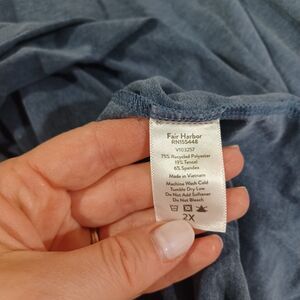 Fair Harbor
RN155448
V103257
75% Recycled Polyester
19% Tencel
6% Spandex
Made in Vietnam
Machine Wash Cold
Tumble Dry Low
Do Not Add Softener
Do Not Bleach
2X